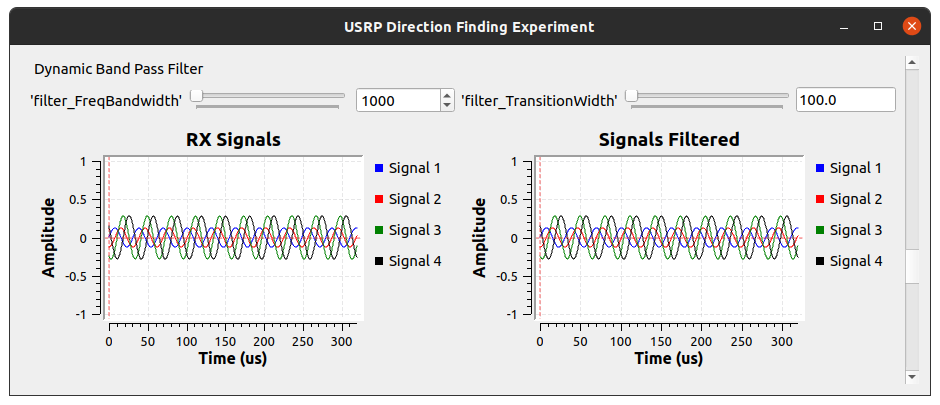 USRP Direction Finding Experiment
Dynamic Band Pass Filter
'filter_FreqBandwidth' 1000 'filter_TransitionWidth' 100.0
RX Signals
1
0.5
0
-0.5
-1
Amplitude
0 50 100 150 200 250 300
Time (us)
Signal 1
Signal 2
Signal 3
Signal 4
Signals Filtered
1
0.5
0
-0.5
-1
Amplitude
0 50 100 150 200 250 300
Time (us)
Signal 1
Signal 2
Signal 3
Signal 4